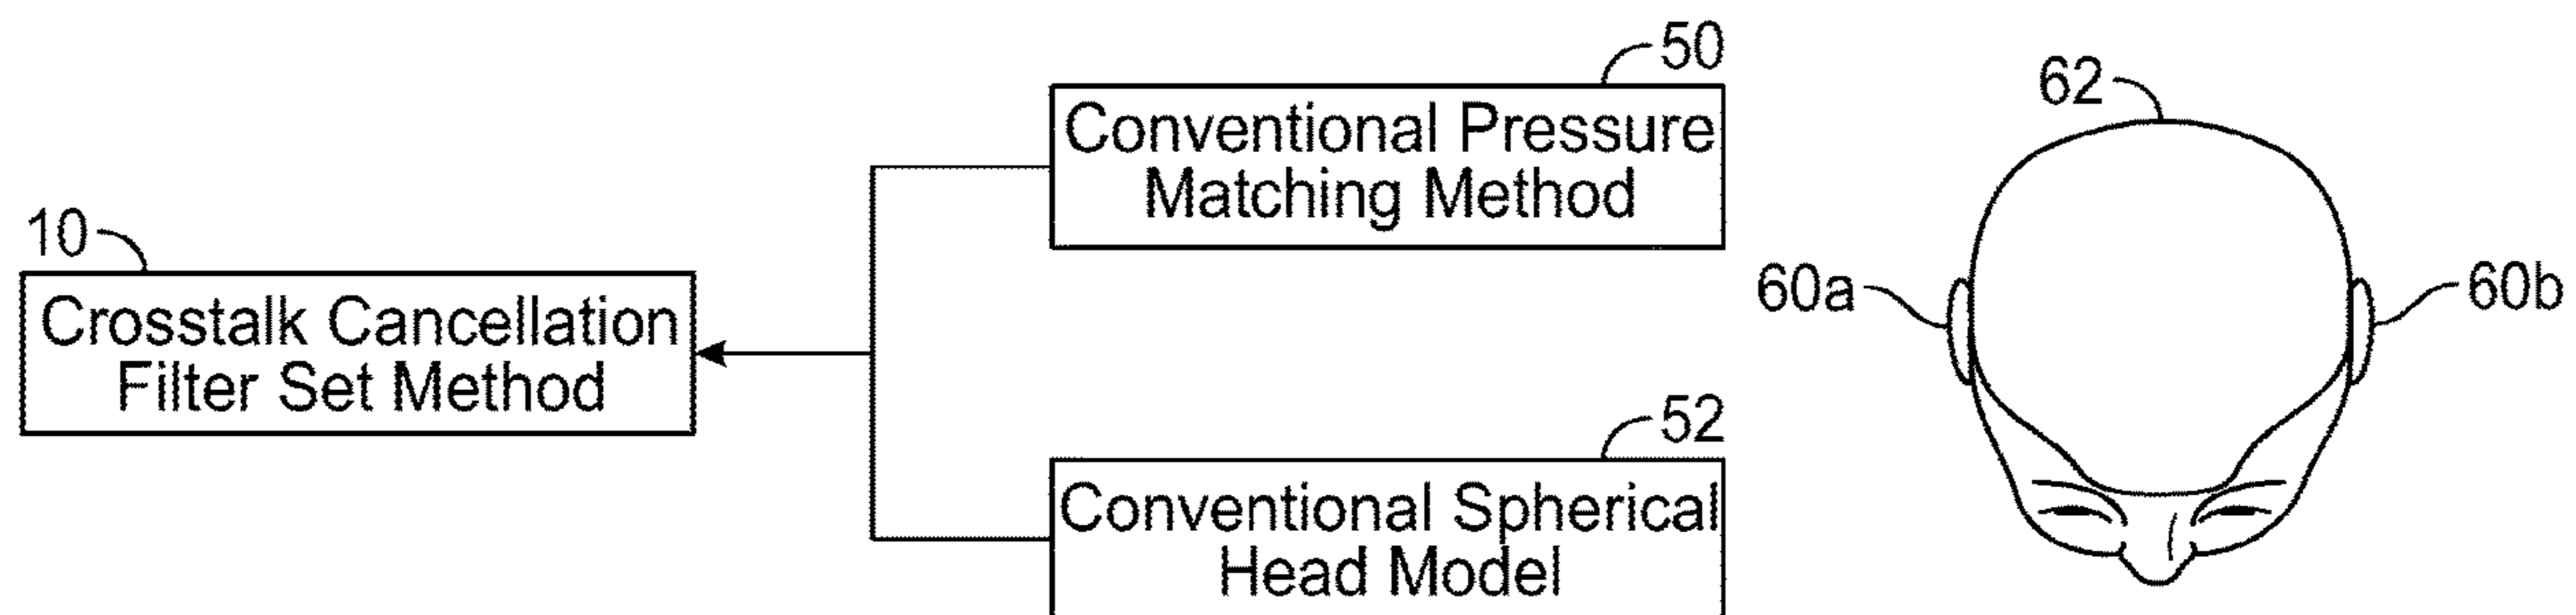 50
Conventional Pressure
Matching Method
62
10
Crosstalk Cancellation
Filter Set Method
60a
60b
52
Conventional Spherical
Head Model